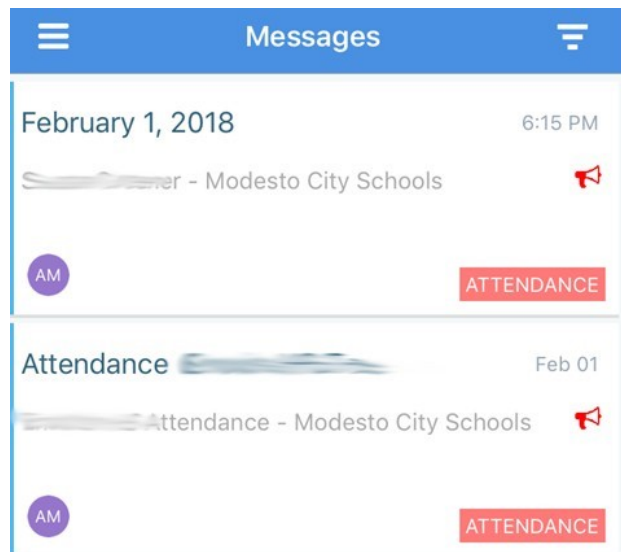 Messages
February 1, 2018 6:15 PM
- Modesto City Schools
AM
ATTENDANCE
Attendance Feb 01
Attendance - Modesto City Schools
AM
ATTENDANCE